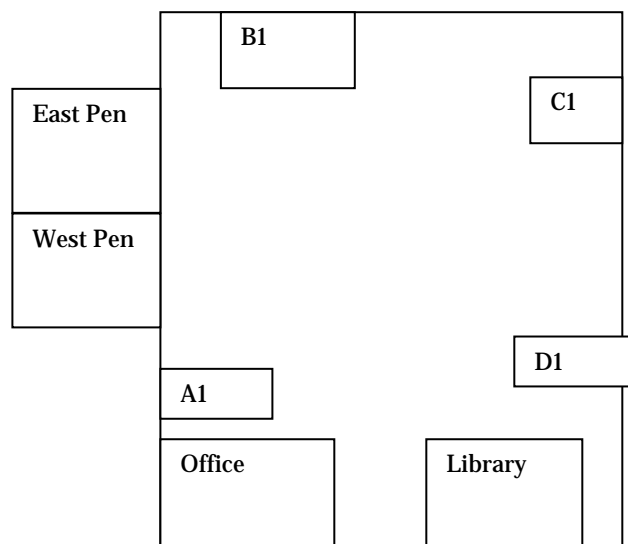 B1
C1
East Pen
West Pen
D1
A1
Office
Library